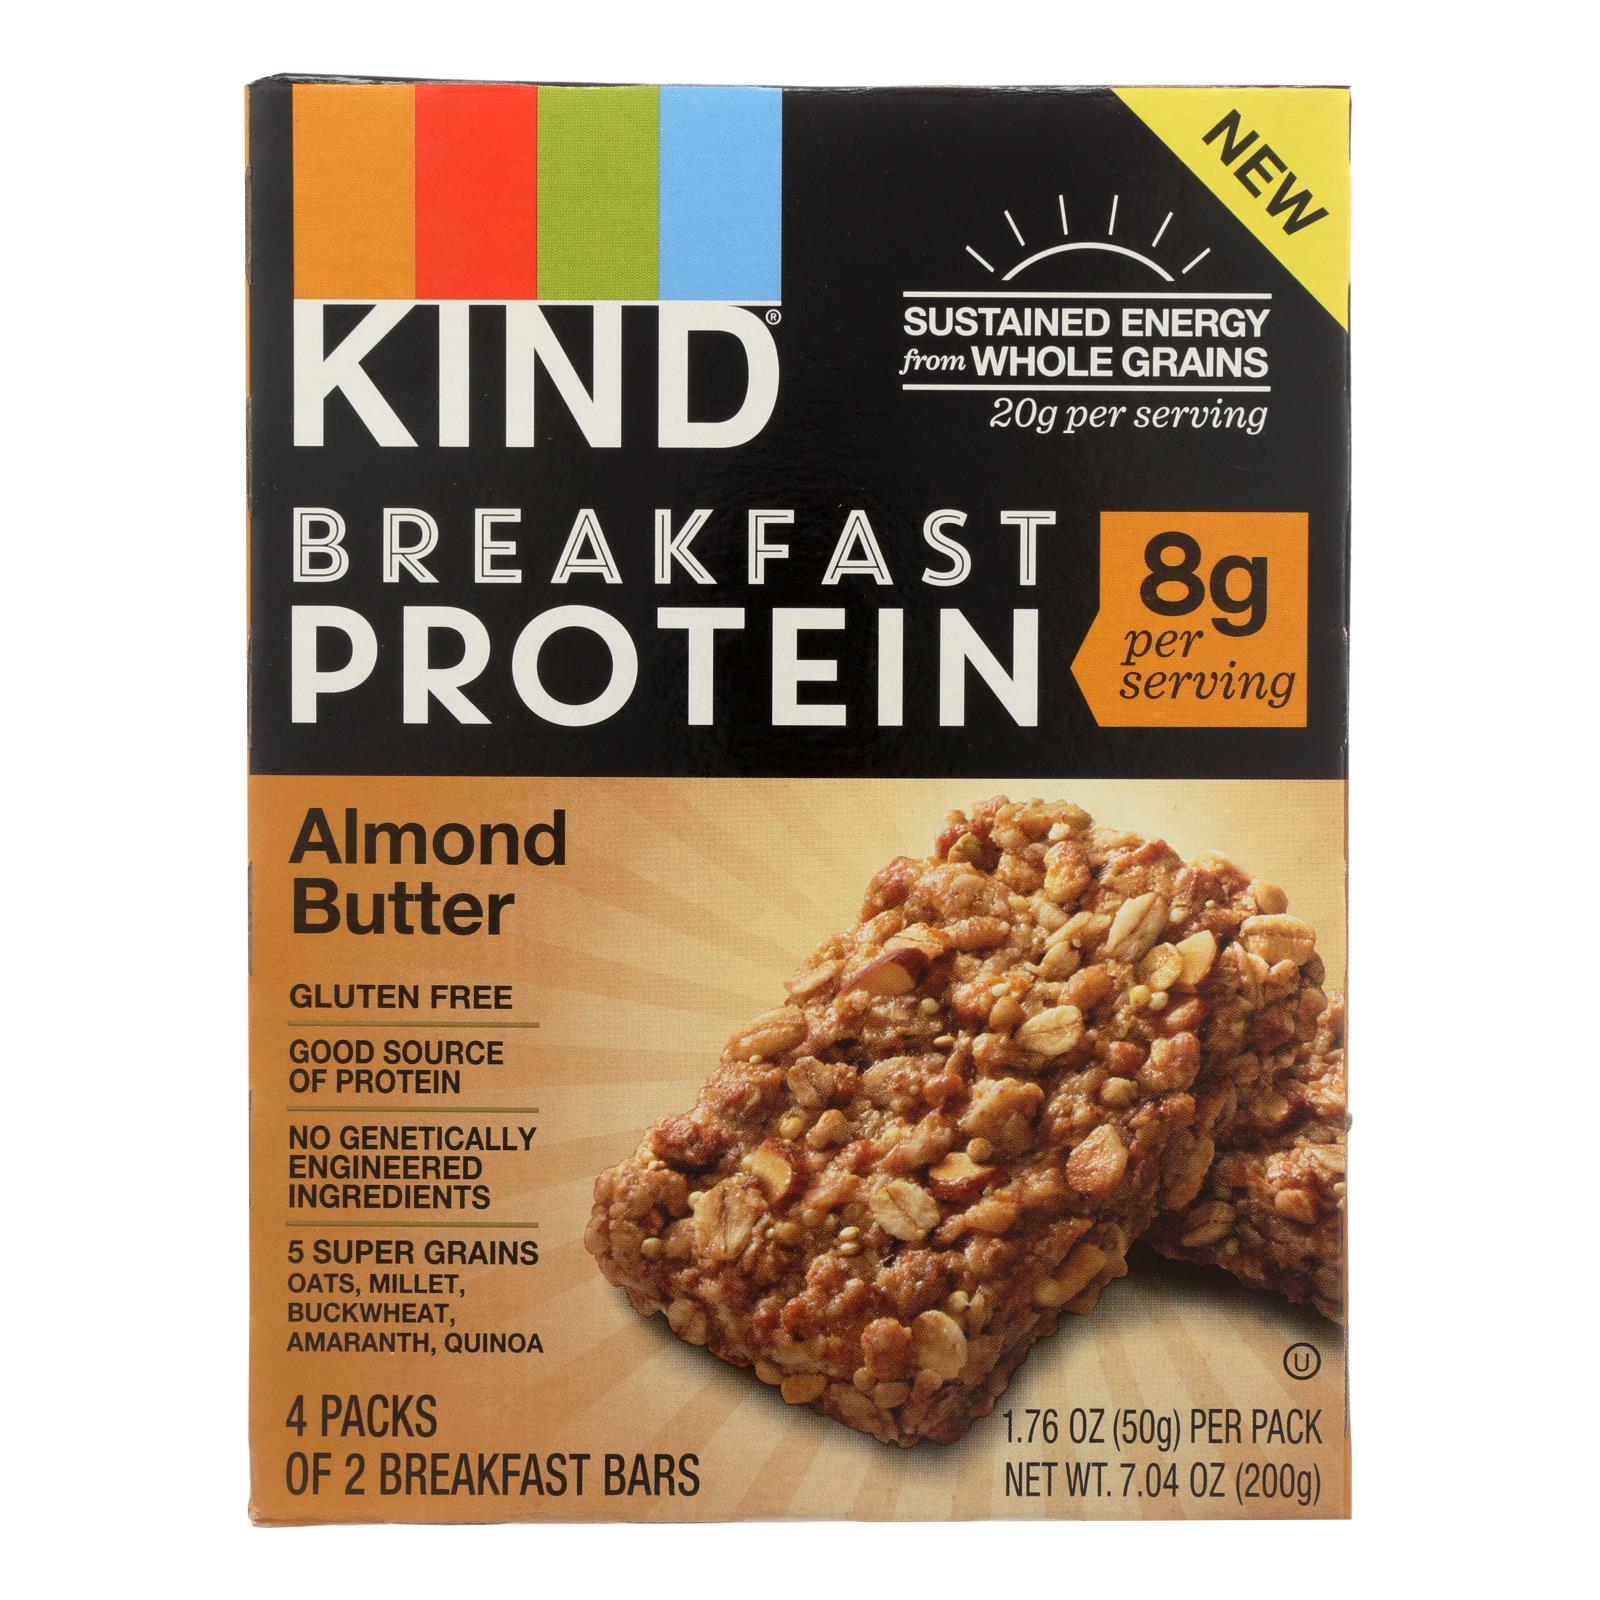 NEW
KIND®
SUSTAINED ENERGY
from WHOLE GRAINS
20g per serving
BREAKFAST
PROTEIN
8g
per
serving
Almond
Butter
GLUTEN FREE
GOOD SOURCE
OF PROTEIN
NO GENETICALLY
ENGINEERED
INGREDIENTS
5 SUPER GRAINS
OATS, MILLET,
BUCKWHEAT,
AMARANTH, QUINOA
4 PACKS
OF 2 BREAKFAST BARS
U
1.76 OZ (50g) PER PACK
NET WT. 7.04 OZ (200g)